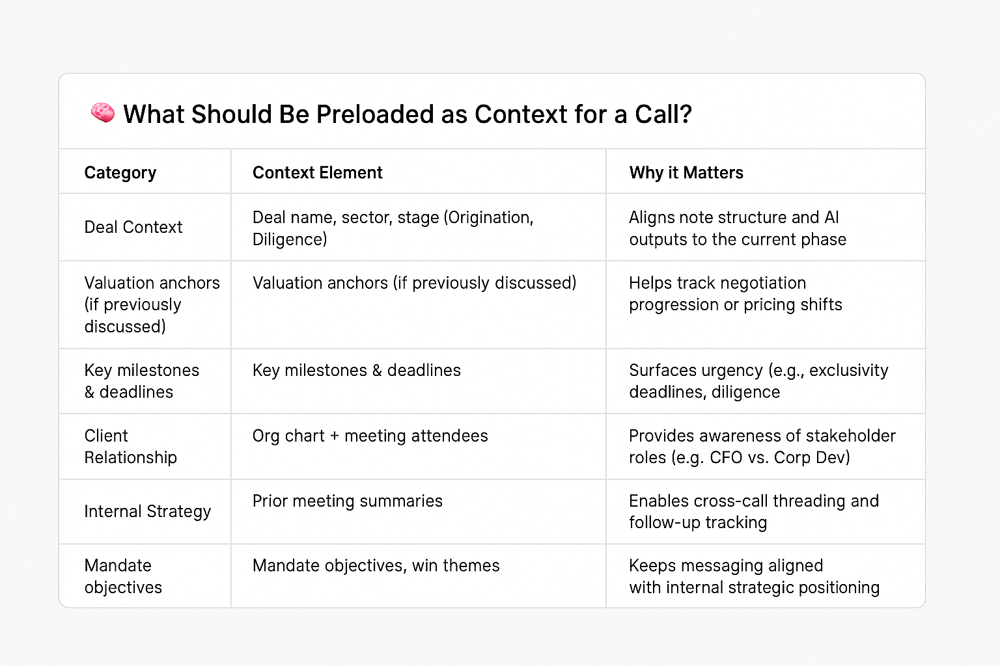 What Should Be Preloaded as Context for a Call?
Category
Context Element
Why it Matters
Deal Context
Deal name, sector, stage (Origination,
Diligence)
Aligns note structure and AI
outputs to the current phase
Valuation anchors
(if previously
discussed)
Valuation anchors (if previously discussed)
Helps track negotiation
progression or pricing shifts
Key milestones
& deadlines
Key milestones & deadlines
Surfaces urgency (e.g., exclusivity
deadlines, diligence
Client
Relationship
Org chart + meeting attendees
Provides awareness of stakeholder
roles (e.g. CFO vs. Corp Dev)
Internal Strategy
Prior meeting summaries
Enables cross-call threading and
follow-up tracking
Mandate
objectives
Mandate objectives, win themes
Keeps messaging aligned
with internal strategic positioning